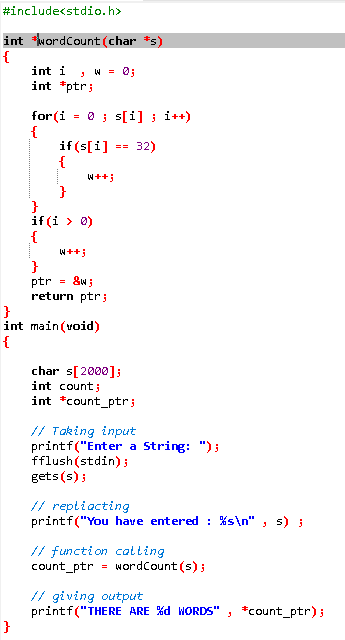 #include<stdio.h>
int *wordCount(char *s)
{
int i  , w = 0;
int *ptr;
for(i = 0 ; s[i] ; i++)
{
if(s[i] == 32)
{
w++;
}
}
if(i > 0)
{
w++;
}
ptr = &w;
return ptr;
}
int main(void)
{
char s[2000];
int count;
int *count_ptr;
// Taking input
printf("Enter a String: ");
fflush(stdin);
gets(s);
// repliacting
printf("You have entered : %s\n" , s) ;
// function calling
count_ptr = wordCount(s);
// giving output
printf("THERE ARE %d WORDS" , *count_ptr);
}